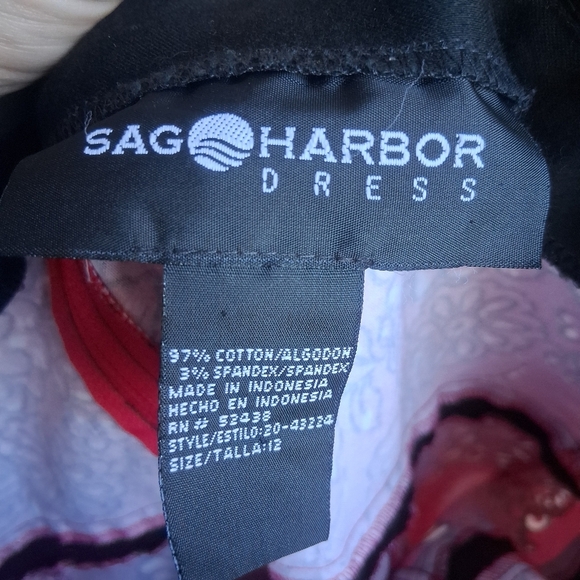 SAG HARBOR
DRESS
97% COTTON/ALGODON
3% SPANDEX/SPANDEX
MADE IN INDONESIA
HECHO EN INDONESIA
RN # 52438
STYLE/ESTILO:20-43224
SIZE/TALLA:12